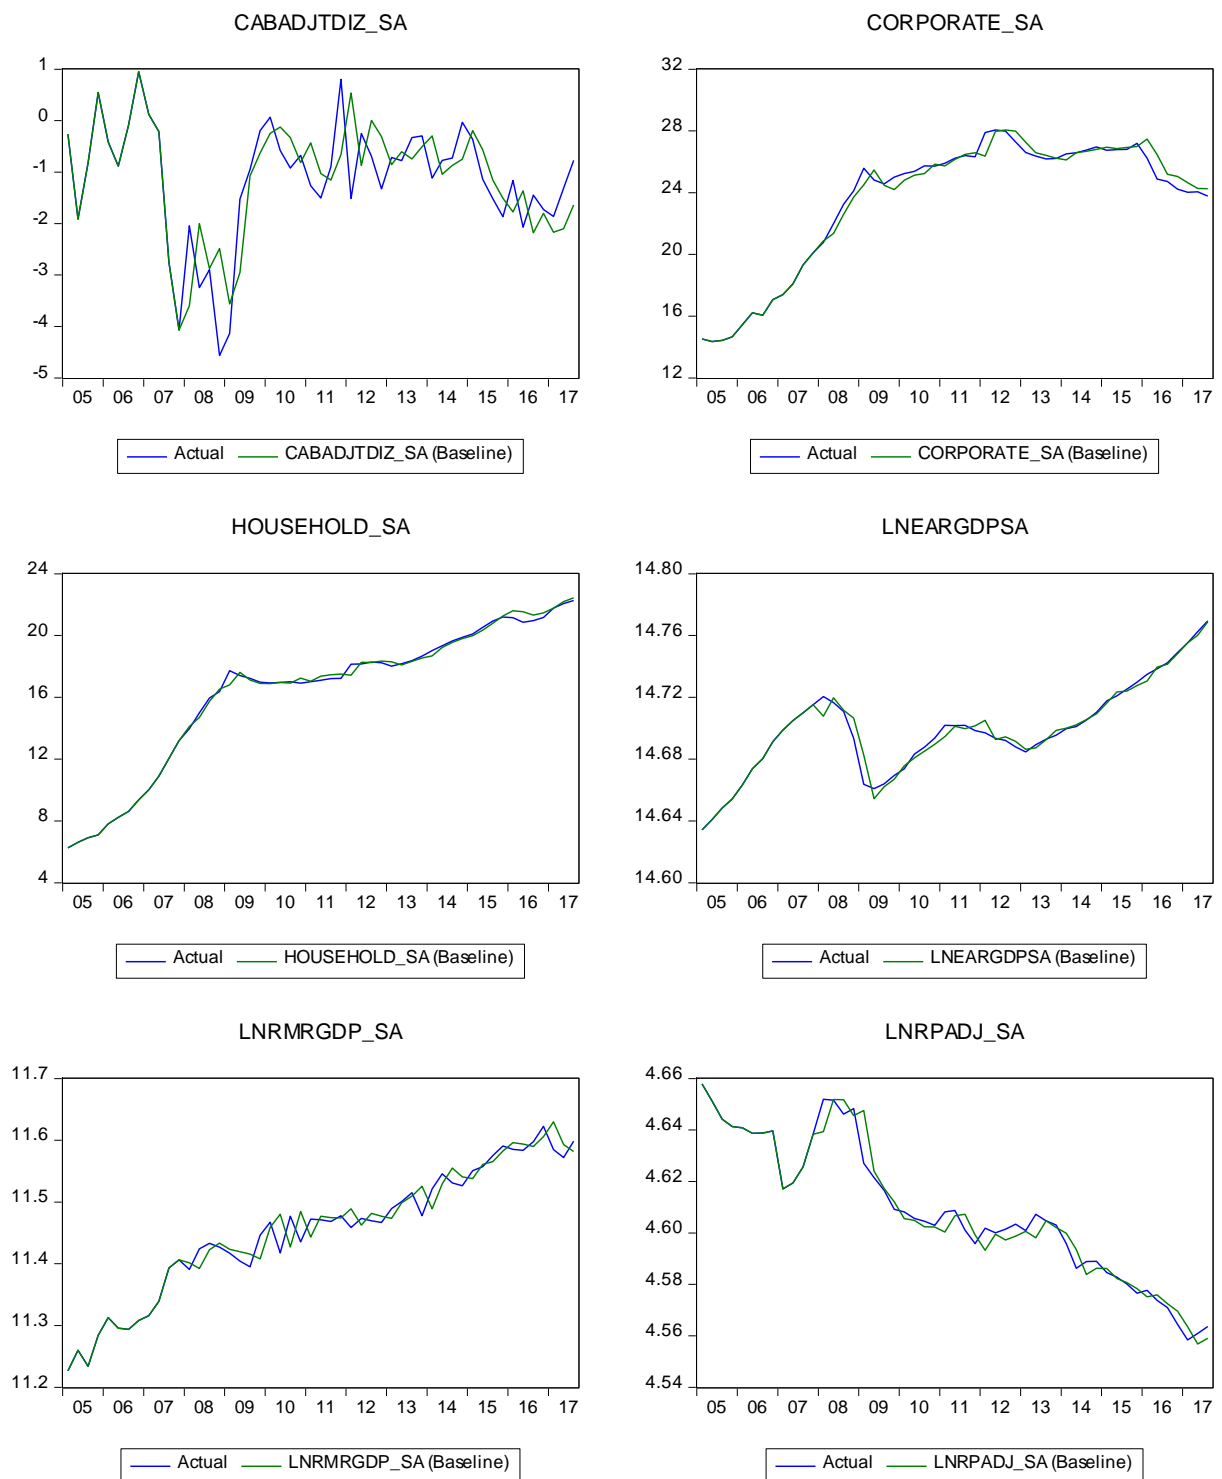 CABADJTDIZ_SA
1
0
-1
-2
-3
-4
-5
05 06 07 08 09 10 11 12 13 14 15 16 17
Actual CABADJTDIZ_SA (Baseline)
CORPORATE_SA
32
28
24
20
16
12
05 06 07 08 09 10 11 12 13 14 15 16 17
Actual CORPORATE_SA (Baseline)
HOUSEHOLD_SA
24
20
16
12
8
4
05 06 07 08 09 10 11 12 13 14 15 16 17
Actual HOUSEHOLD_SA (Baseline)
LNEARGDPSA
14.80
14.76
14.72
14.68
14.64
14.60
05 06 07 08 09 10 11 12 13 14 15 16 17
Actual LNEARGDPSA (Baseline)
LNRMRGDP_SA
11.7
11.6
11.5
11.4
11.3
11.2
05 06 07 08 09 10 11 12 13 14 15 16 17
Actual LNRMRGDP_SA (Baseline)
LNRPADJ_SA
4.66
4.64
4.62
4.60
4.58
4.56
4.54
05 06 07 08 09 10 11 12 13 14 15 16 17
Actual LNRPADJ_SA (Baseline)